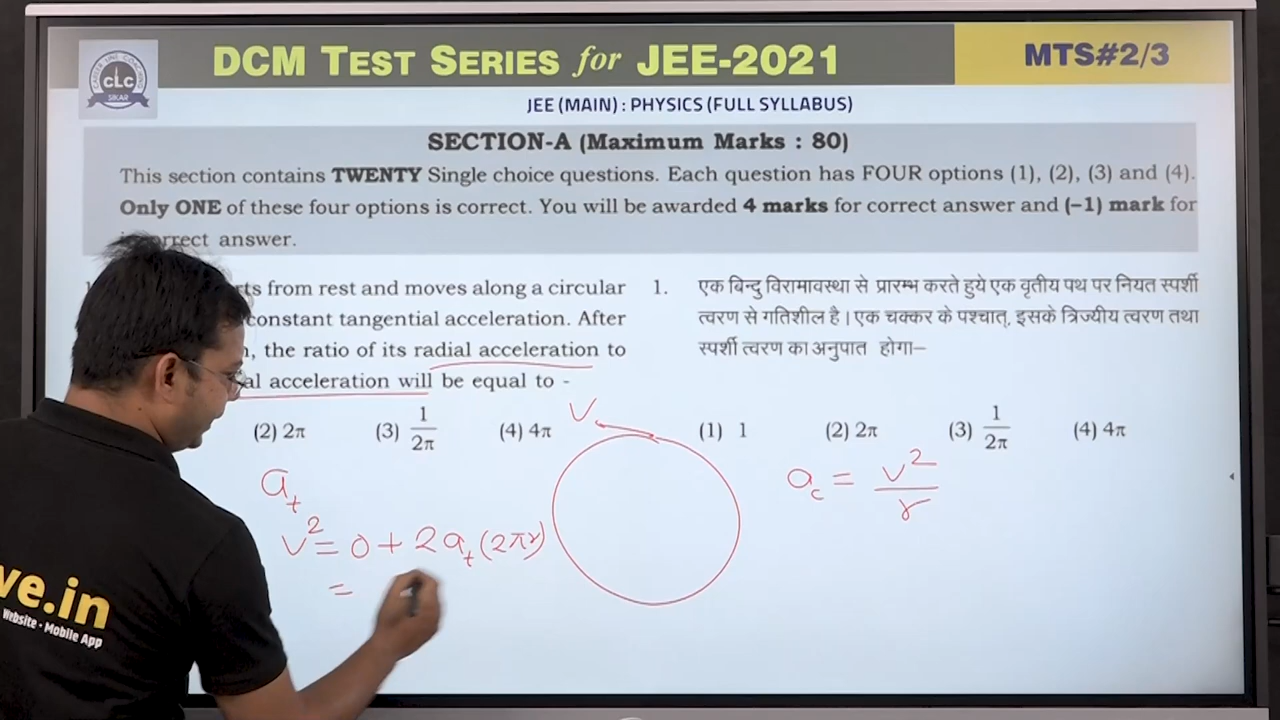 DCM TEST SERIES for JEE-2021
MTS#2/3
CLC
SIKAR
JEE (MAIN) : PHYSICS (FULL SYLLABUS)
SECTION-A (Maximum Marks : 80)
This section contains TWENTY Single choice questions. Each question has FOUR options (1), (2), (3) and (4).
Only ONE of these four options is correct. You will be awarded 4 marks for correct answer and (−1) mark for
answer.
from rest and moves along a circular
constant tangential acceleration. After
, the ratio of its radial acceleration to
acceleration will be equal to -
(2) 2π (3) 1/2π (4) 4π
1. एक बिन्दु विरामावस्था से प्रारम्भ करते हुये एक वृतीय पथ पर नियत स्पर्शी
त्वरण से गतिशील है। एक चक्कर के पश्चात् इसके त्रिज्यीय त्वरण तथा
स्पर्शी त्वरण का अनुपात होगा–
(1) 1 (2) 2π (3) 1/2π (4) 4π
V
a_t
v² = 0 + 2a_t(2πr)
=
a_c = v²/r
ve.in
Website - Mobile App